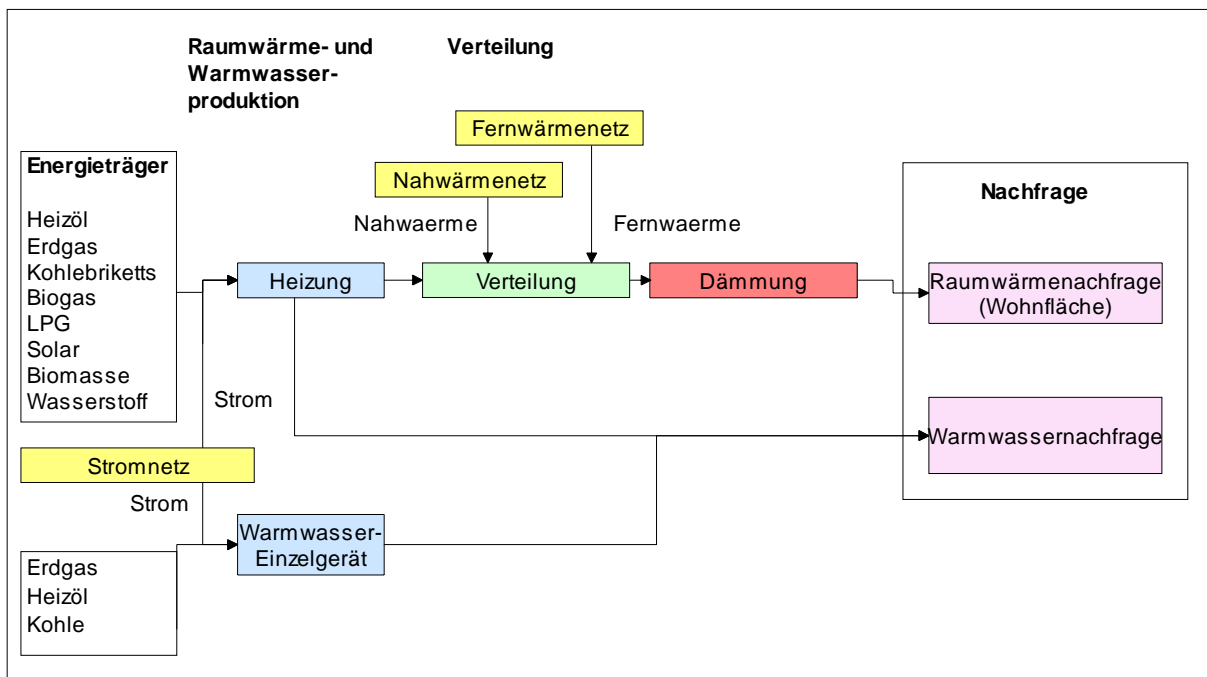 Raumwärme- und
Warmwasser-
produktion
Verteilung
Fernwärmenetz
Energieträger
Nahwärmenetz
Nachfrage
Heizöl
Erdgas
Kohlebriketts
Biogas
LPG
Solar
Biomasse
Wasserstoff
Nahwaerme
Fernwaerme
Heizung
Verteilung
Dämmung
Raumwärmenachfrage
(Wohnfläche)
Strom
Warmwassernachfrage
Stromnetz
Strom
Warmwasser-
Einzelgerät
Erdgas
Heizöl
Kohle